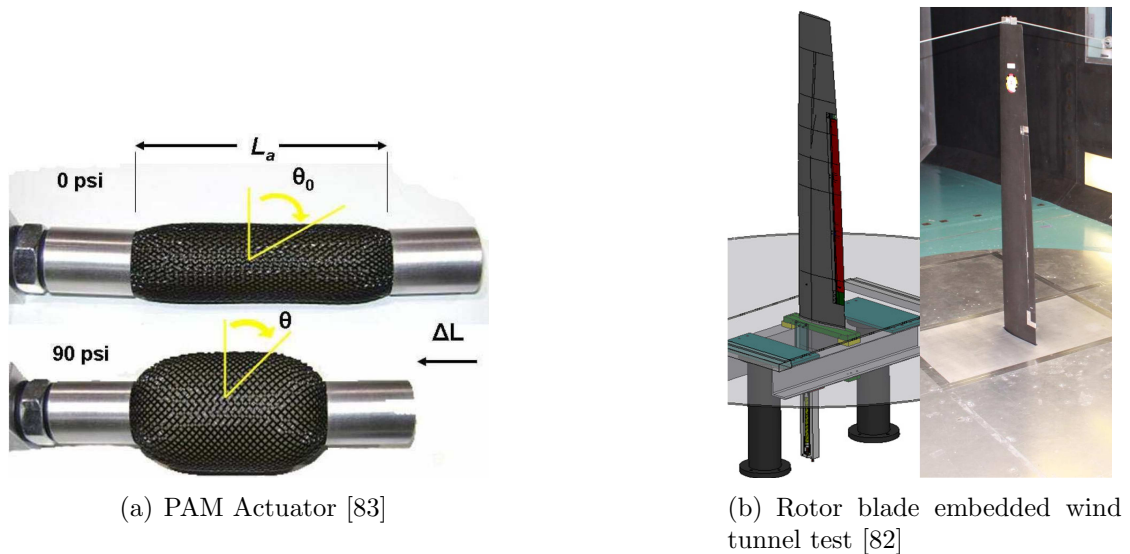 L_a
0 psi
θ_0
90 psi
θ
ΔL
(a) PAM Actuator [83]
(b) Rotor blade embedded wind
tunnel test [82]